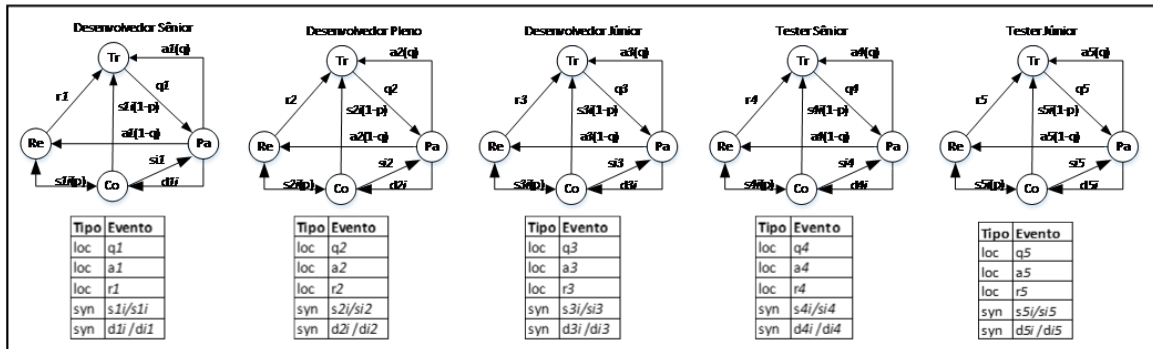 Desenvolvedor Sênior
a1(q)
Tr
q1
r1
s1i(1-p)
a1(1-q)
Re
Pa
si1
s1i(p)
Co
d1i
Tipo Evento
loc q1
loc a1
loc r1
syn s1i/s1i
syn d1i /di1
Desenvolvedor Pleno
a2(q)
Tr
q2
r2
s2i(1-p)
a2(1-q)
Re
Pa
si2
s2i(p)
Co
d2i
Tipo Evento
loc q2
loc a2
loc r2
syn s2i/si2
syn d2i /di2
Desenvolvedor Júnior
a3(q)
Tr
q3
r3
s3i(1-p)
a3(1-q)
Re
Pa
si3
s3i(p)
Co
d3i
Tipo Evento
loc q3
loc a3
loc r3
syn s3i/si3
syn d3i /di3
Tester Sênior
a4(q)
Tr
q4
r4
s4i(1-p)
a4(1-q)
Re
Pa
si4
s4i(p)
Co
d4i
Tipo Evento
loc q4
loc a4
loc r4
syn s4i/si4
syn d4i /di4
Tester Júnior
a5(q)
Tr
q5
r5
s5i(1-p)
a5(1-q)
Re
Pa
si5
s5i(p)
Co
d5i
Tipo Evento
loc q5
loc a5
loc r5
syn s5i/si5
syn d5i /di5